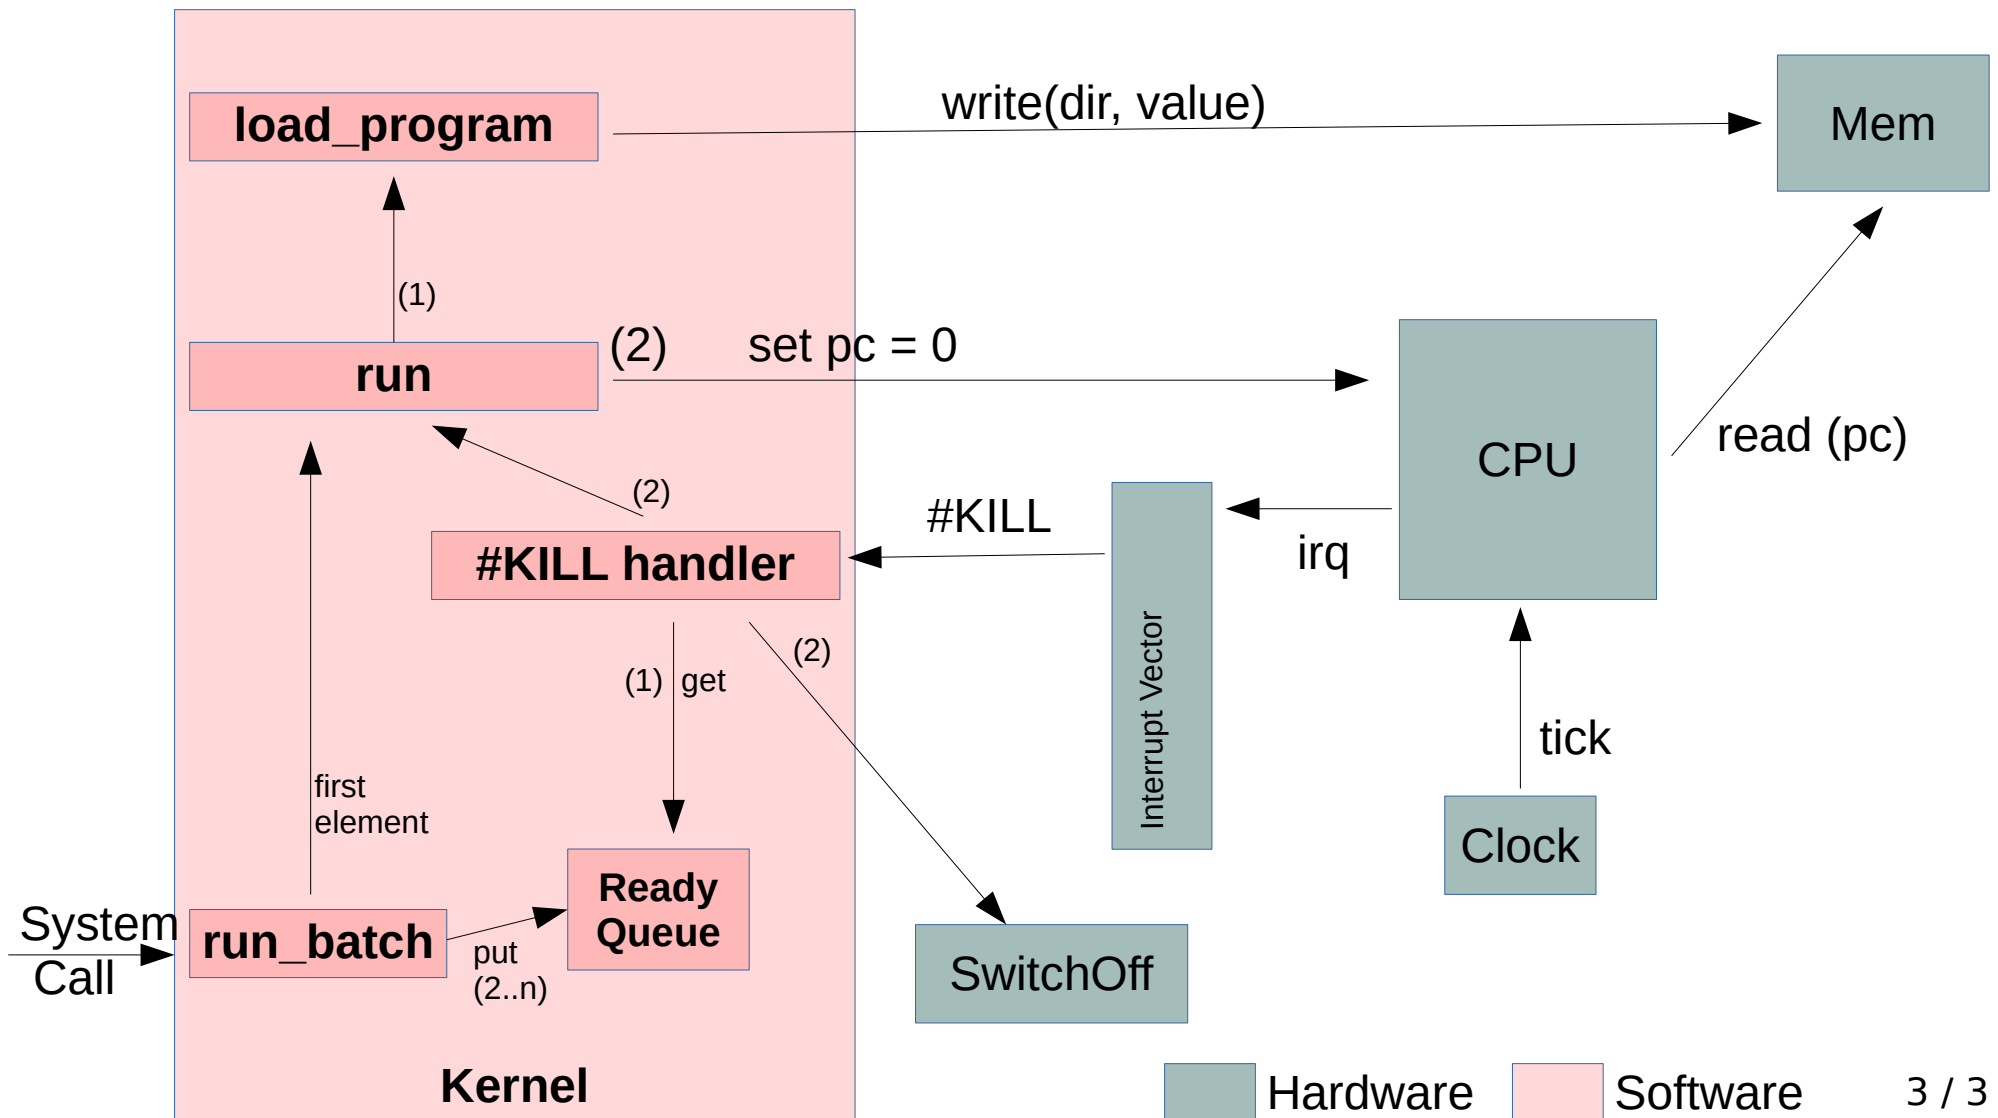 load_program
write(dir, value)
Mem
(1)
run
(2)
set pc = 0
CPU
read (pc)
(2)
#KILL
irq
#KILL handler
Interrupt Vector
(1)
get
(2)
tick
first
element
Clock
System
Call
run_batch
put
(2..n)
Ready
Queue
SwitchOff
Kernel
Hardware
Software
3 / 3